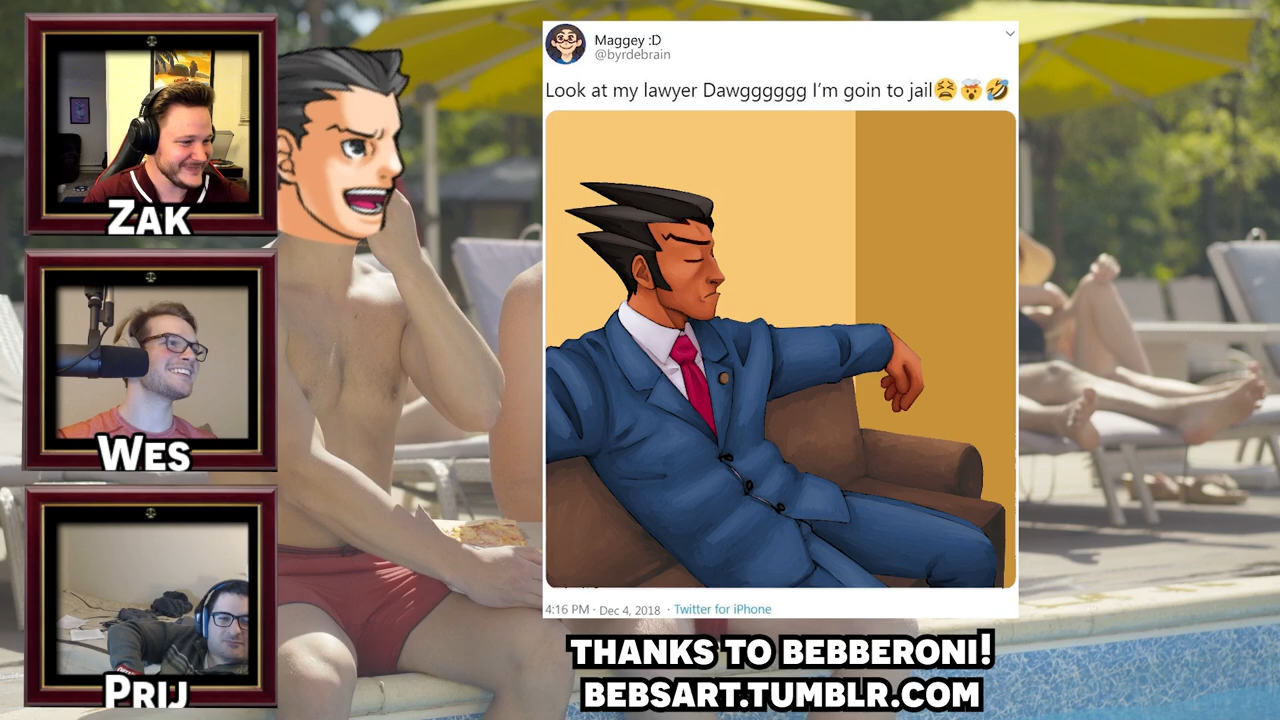 ZAK
WES
PRIJ
Maggey :D
@byrdebrain
Look at my lawyer Dawgggggg I'm goin to jail😫🤯🤣
4:16 PM · Dec 4, 2018 · Twitter for iPhone
THANKS TO BEBBERONI!
BEBSART.TUMBLR.COM